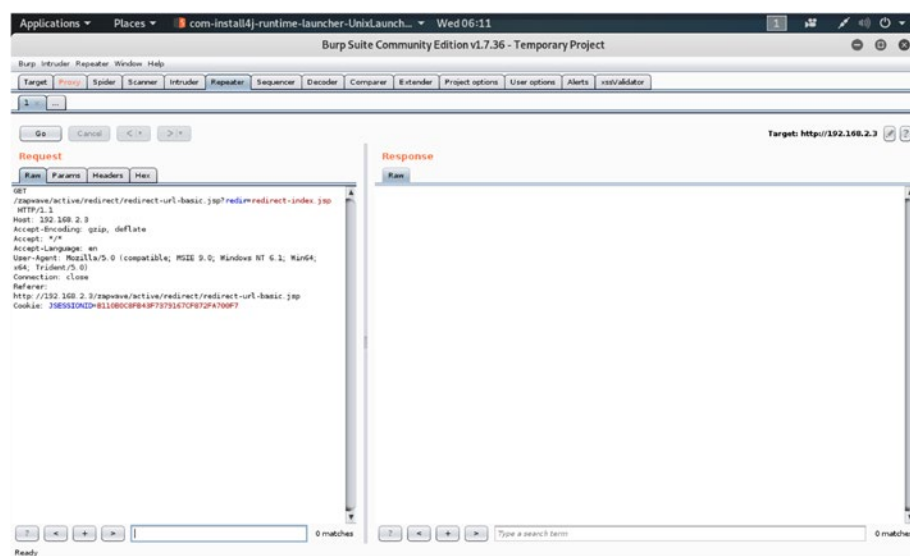 Applications Places com-install4j-runtime-launcher-UnixLaunch... Wed 06:11 1
Burp Suite Community Edition v1.7.36 - Temporary Project
Burp Intruder Repeater Window Help
Target Proxy Spider Scanner Intruder Repeater Sequencer Decoder Comparer Extender Project options User options Alerts xssValidator
1 × ...
Go Cancel < > Target: http://192.168.2.3 ?
Request Response
Raw Params Headers Hex Raw
GET
/zapwave/active/redirect/redirect-url-basic.jsp?redir=redirect-index.jsp
HTTP/1.1
Host: 192.168.2.3
Accept-Encoding: gzip, deflate
Accept: */*
Accept-Language: en
User-Agent: Mozilla/5.0 (compatible; MSIE 9.0; Windows NT 6.1; Win64;
x64; Trident/5.0)
Connection: close
Referer:
http://192.168.2.3/zapwave/active/redirect/redirect-url-basic.jsp
Cookie:
? < + > 0 matches ? < + > Type a search term 0 matches
Ready